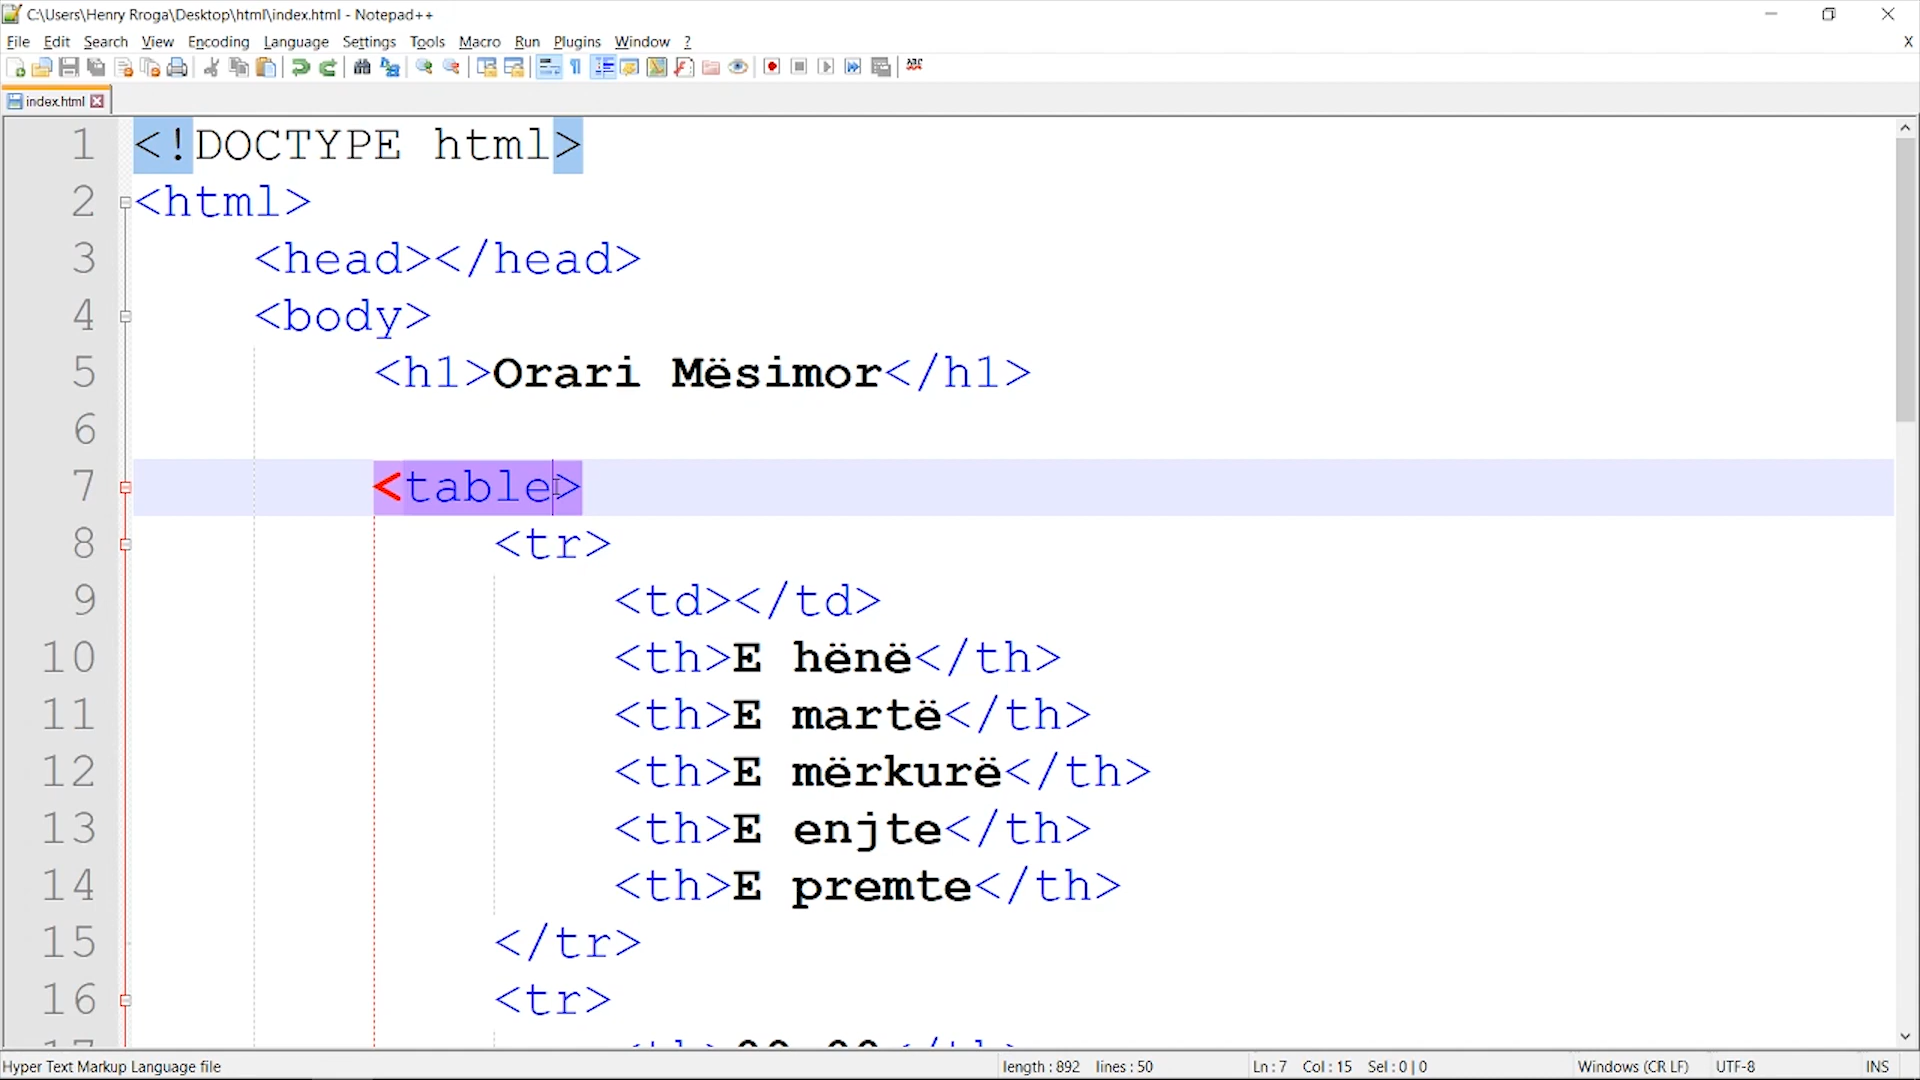 C:\Users\Henry Rroga\Desktop\html\index.html - Notepad++
File Edit Search View Encoding Language Settings Tools Macro Run Plugins Window ? X
index.html
1 <!DOCTYPE html>
2 <html>
3 <head></head>
4 <body>
5 <h1>Orari Mësimor</h1>
6
7 <table>
8 <tr>
9 <td></td>
10 <th>E hënë</th>
11 <th>E martë</th>
12 <th>E mërkurë</th>
13 <th>E enjte</th>
14 <th>E premte</th>
15 </tr>
16 <tr>
Hyper Text Markup Language file length : 892 lines : 50 Ln : 7 Col : 15 Sel : 0 | 0 Windows (CR LF) UTF-8 INS